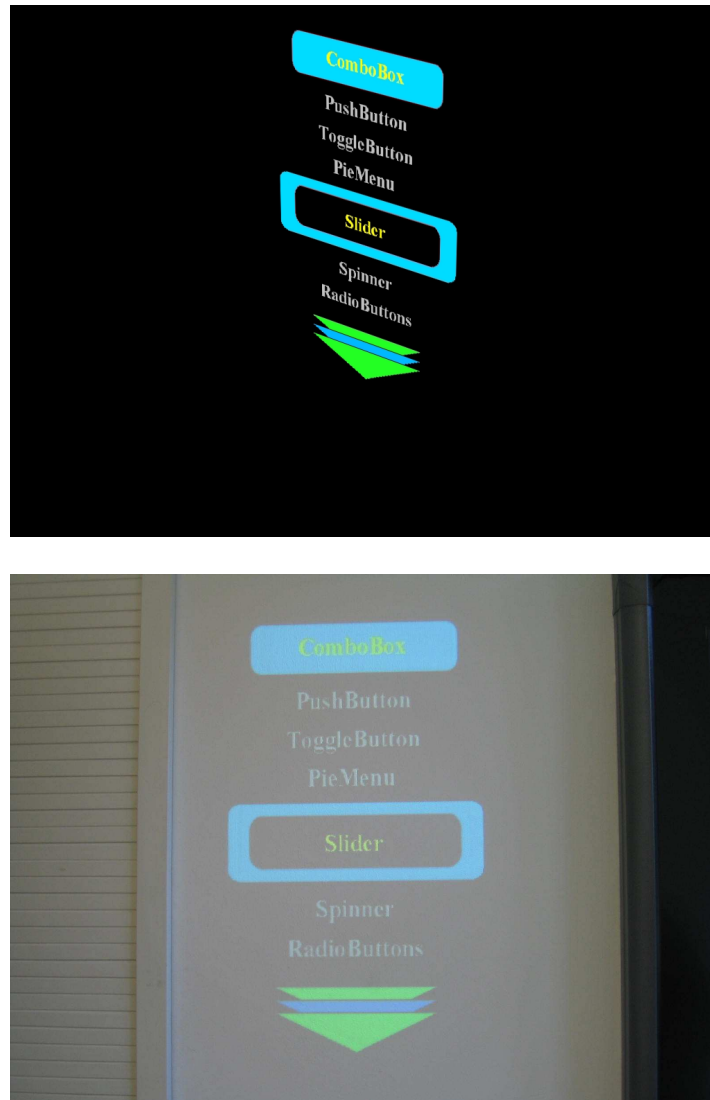 ComboBox
PushButton
ToggleButton
PieMenu
Slider
Spinner
RadioButtons
ComboBox
PushButton
ToggleButton
PieMenu
Slider
Spinner
RadioButtons